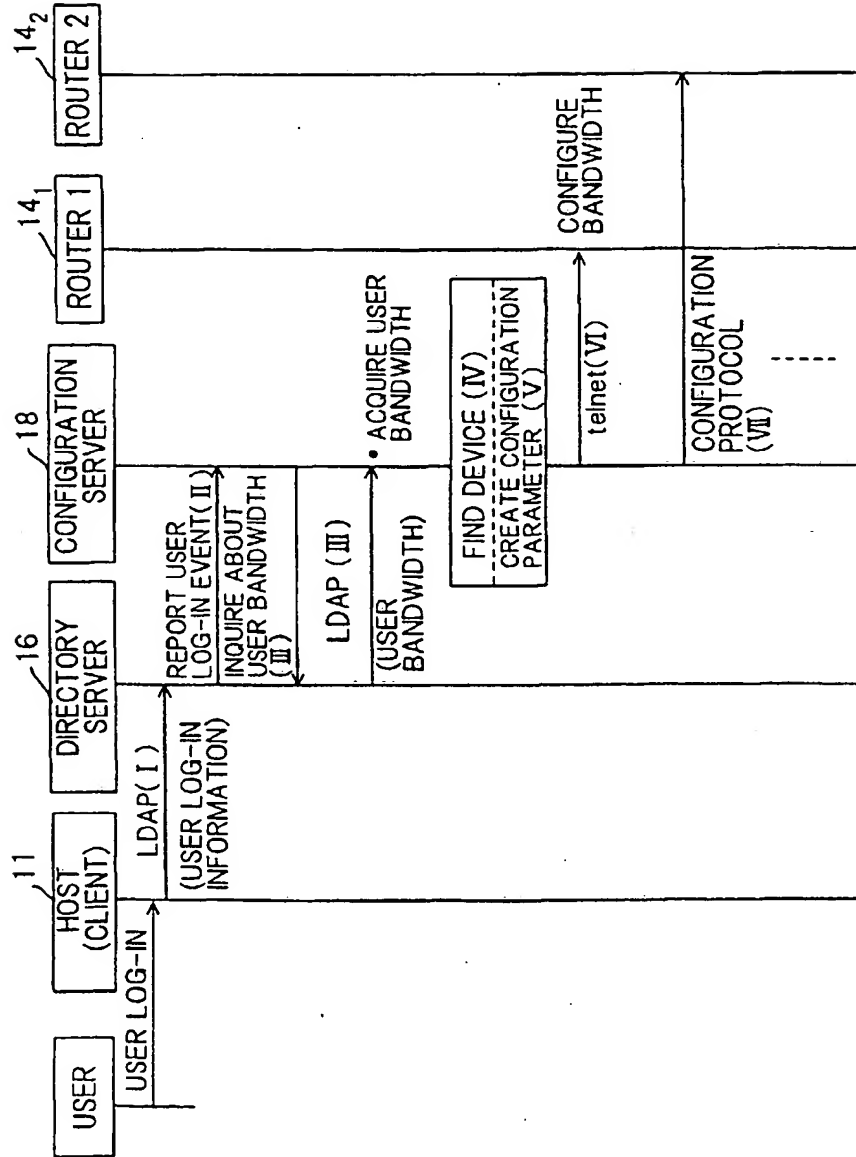 USER
11
HOST
(CLIENT)
16
DIRECTORY
SERVER
18
CONFIGURATION
SERVER
14₁
ROUTER 1
14₂
ROUTER 2
USER LOG-IN
LDAP(Ⅰ)
(USER LOG-IN
INFORMATION)
REPORT USER
LOG-IN EVENT(Ⅱ)
INQUIRE ABOUT
USER BANDWIDTH
(Ⅲ)
LDAP (Ⅲ)
(USER
BANDWIDTH)
• ACQUIRE USER
BANDWIDTH
FIND DEVICE (Ⅳ)
CREATE CONFIGURATION
PARAMETER (Ⅴ)
telnet(Ⅵ)
CONFIGURE
BANDWIDTH
CONFIGURATION
PROTOCOL
(Ⅶ)